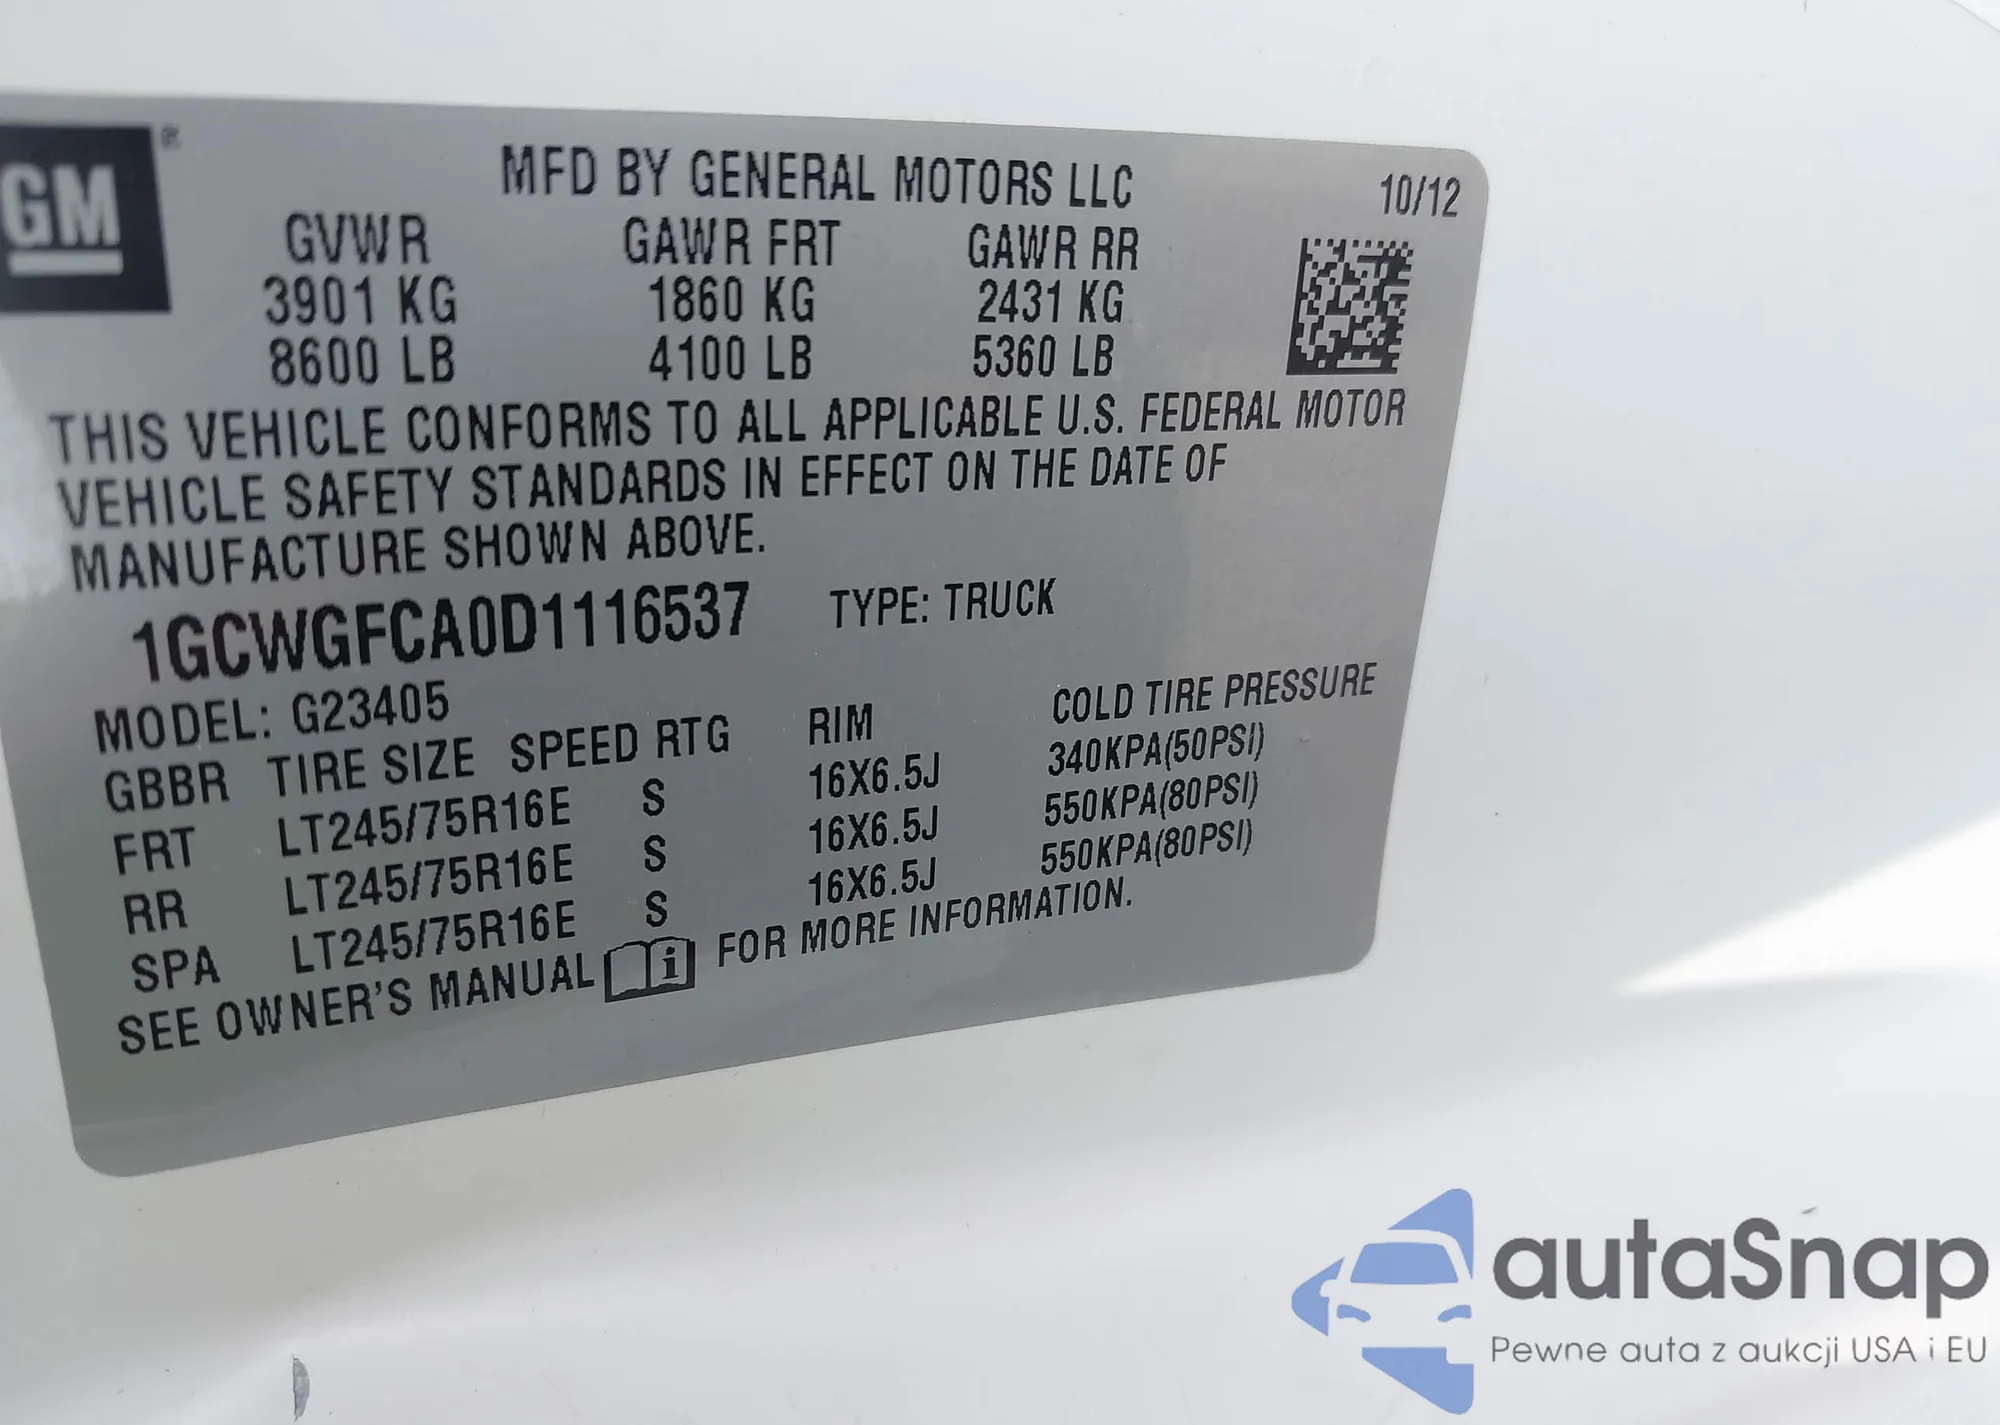 GM ®
MFD BY GENERAL MOTORS LLC 10/12
GVWR GAWR FRT GAWR RR
3901 KG 1860 KG 2431 KG
8600 LB 4100 LB 5360 LB
THIS VEHICLE CONFORMS TO ALL APPLICABLE U.S. FEDERAL MOTOR
VEHICLE SAFETY STANDARDS IN EFFECT ON THE DATE OF
MANUFACTURE SHOWN ABOVE.
1GCWGFCA0D1116537 TYPE: TRUCK
MODEL: G23405
GBBR TIRE SIZE SPEED RTG RIM COLD TIRE PRESSURE
FRT LT245/75R16E S 16X6.5J 340KPA(50PSI)
RR LT245/75R16E S 16X6.5J 550KPA(80PSI)
SPA LT245/75R16E S 16X6.5J 550KPA(80PSI)
SEE OWNER'S MANUAL i FOR MORE INFORMATION.
autaSnap
Pewne auta z aukcji USA i EU